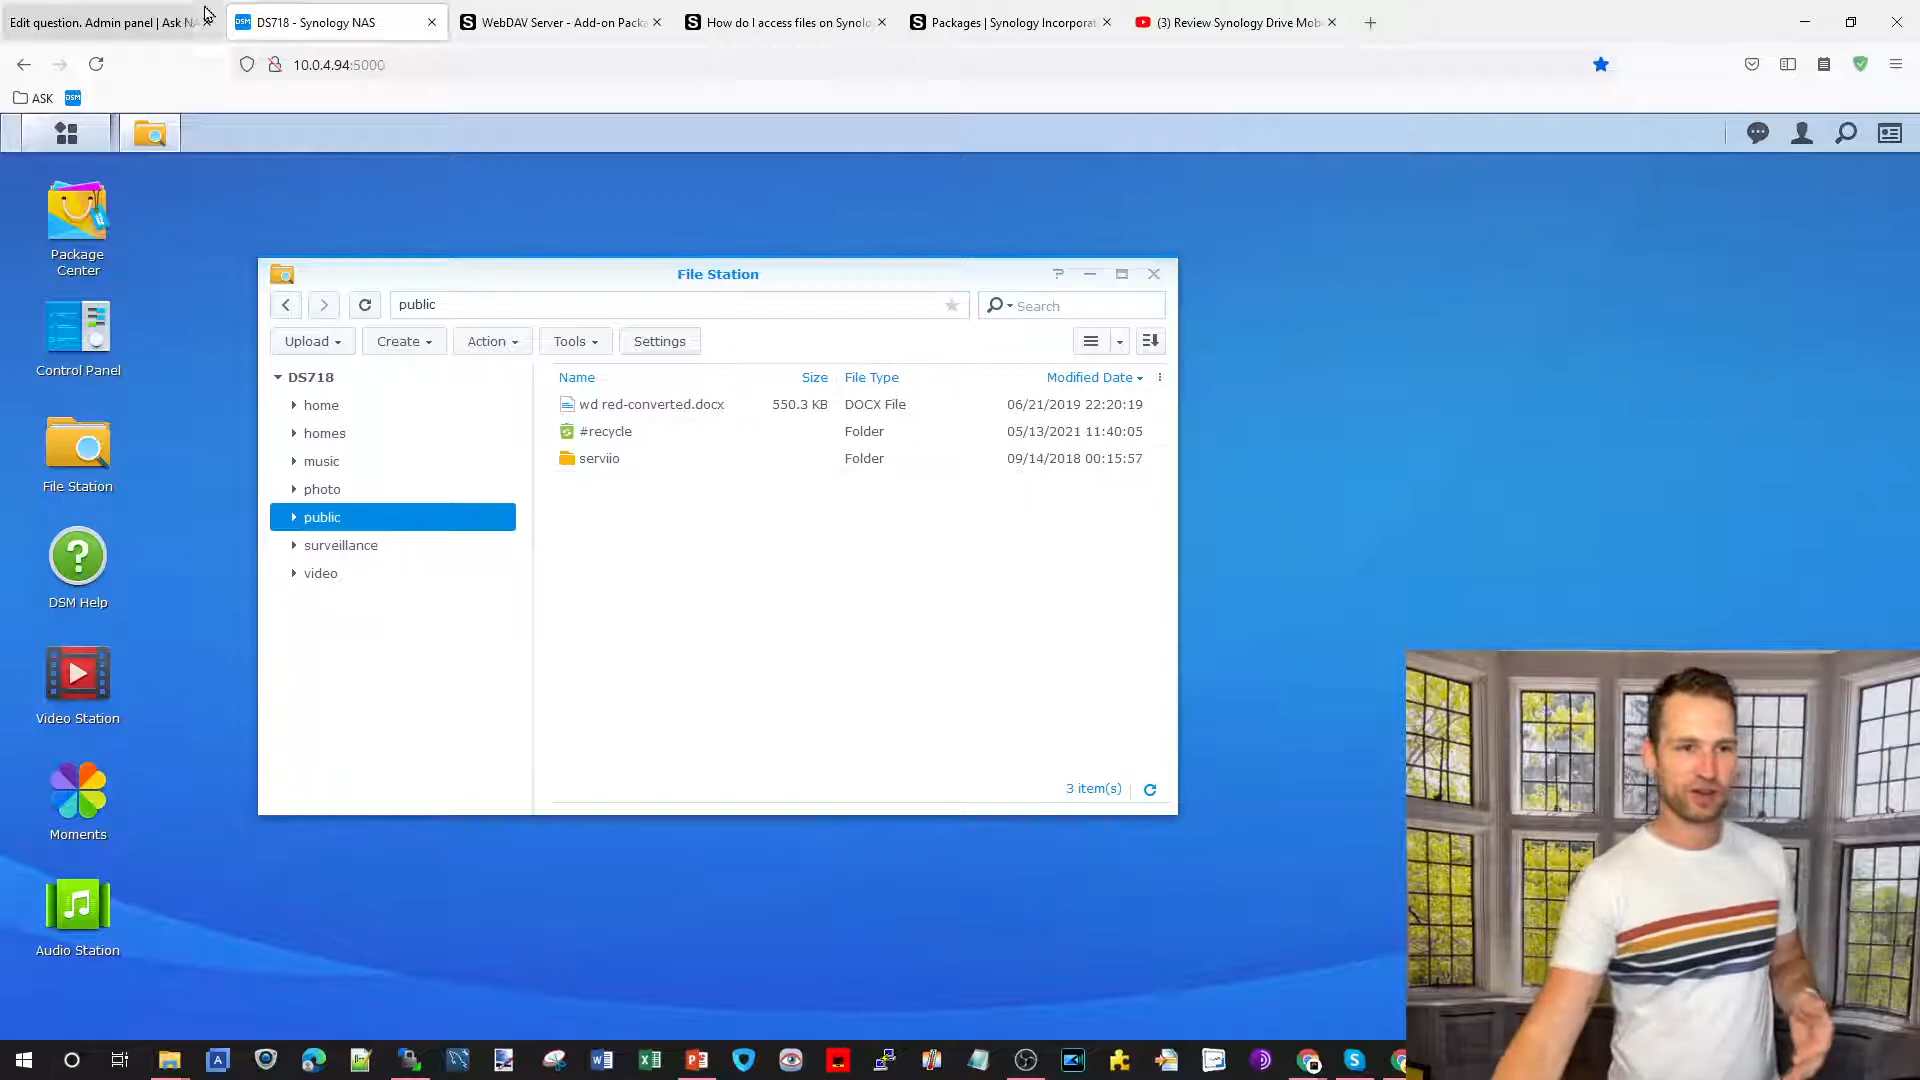 Edit question. Admin panel | Ask NA
DS718 - Synology NAS
WebDAV Server - Add-on Packa
How do I access files on Synolo
Packages | Synology Incorporat
(3) Review Synology Drive Mob
10.0.4.94:5000
ASK
DSM
Package Center
Control Panel
File Station
DSM Help
Video Station
Moments
Audio Station
File Station
public
Search
Upload
Create
Action
Tools
Settings
DS718
home
homes
music
photo
public
surveillance
video
Name Size File Type Modified Date
wd red-converted.docx 550.3 KB DOCX File 06/21/2019 22:20:19
#recycle Folder 05/13/2021 11:40:05
serviio Folder 09/14/2018 00:15:57
3 item(s)